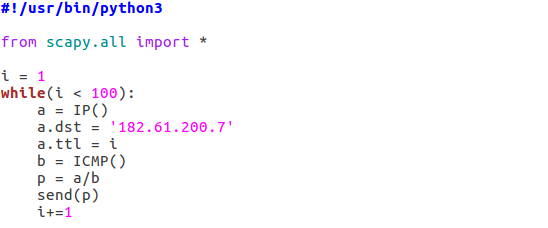 #!/usr/bin/python3
from scapy.all import *
i = 1
while(i < 100):
    a = IP()
    a.dst = '182.61.200.7'
    a.ttl = i
    b = ICMP()
    p = a/b
    send(p)
    i+=1